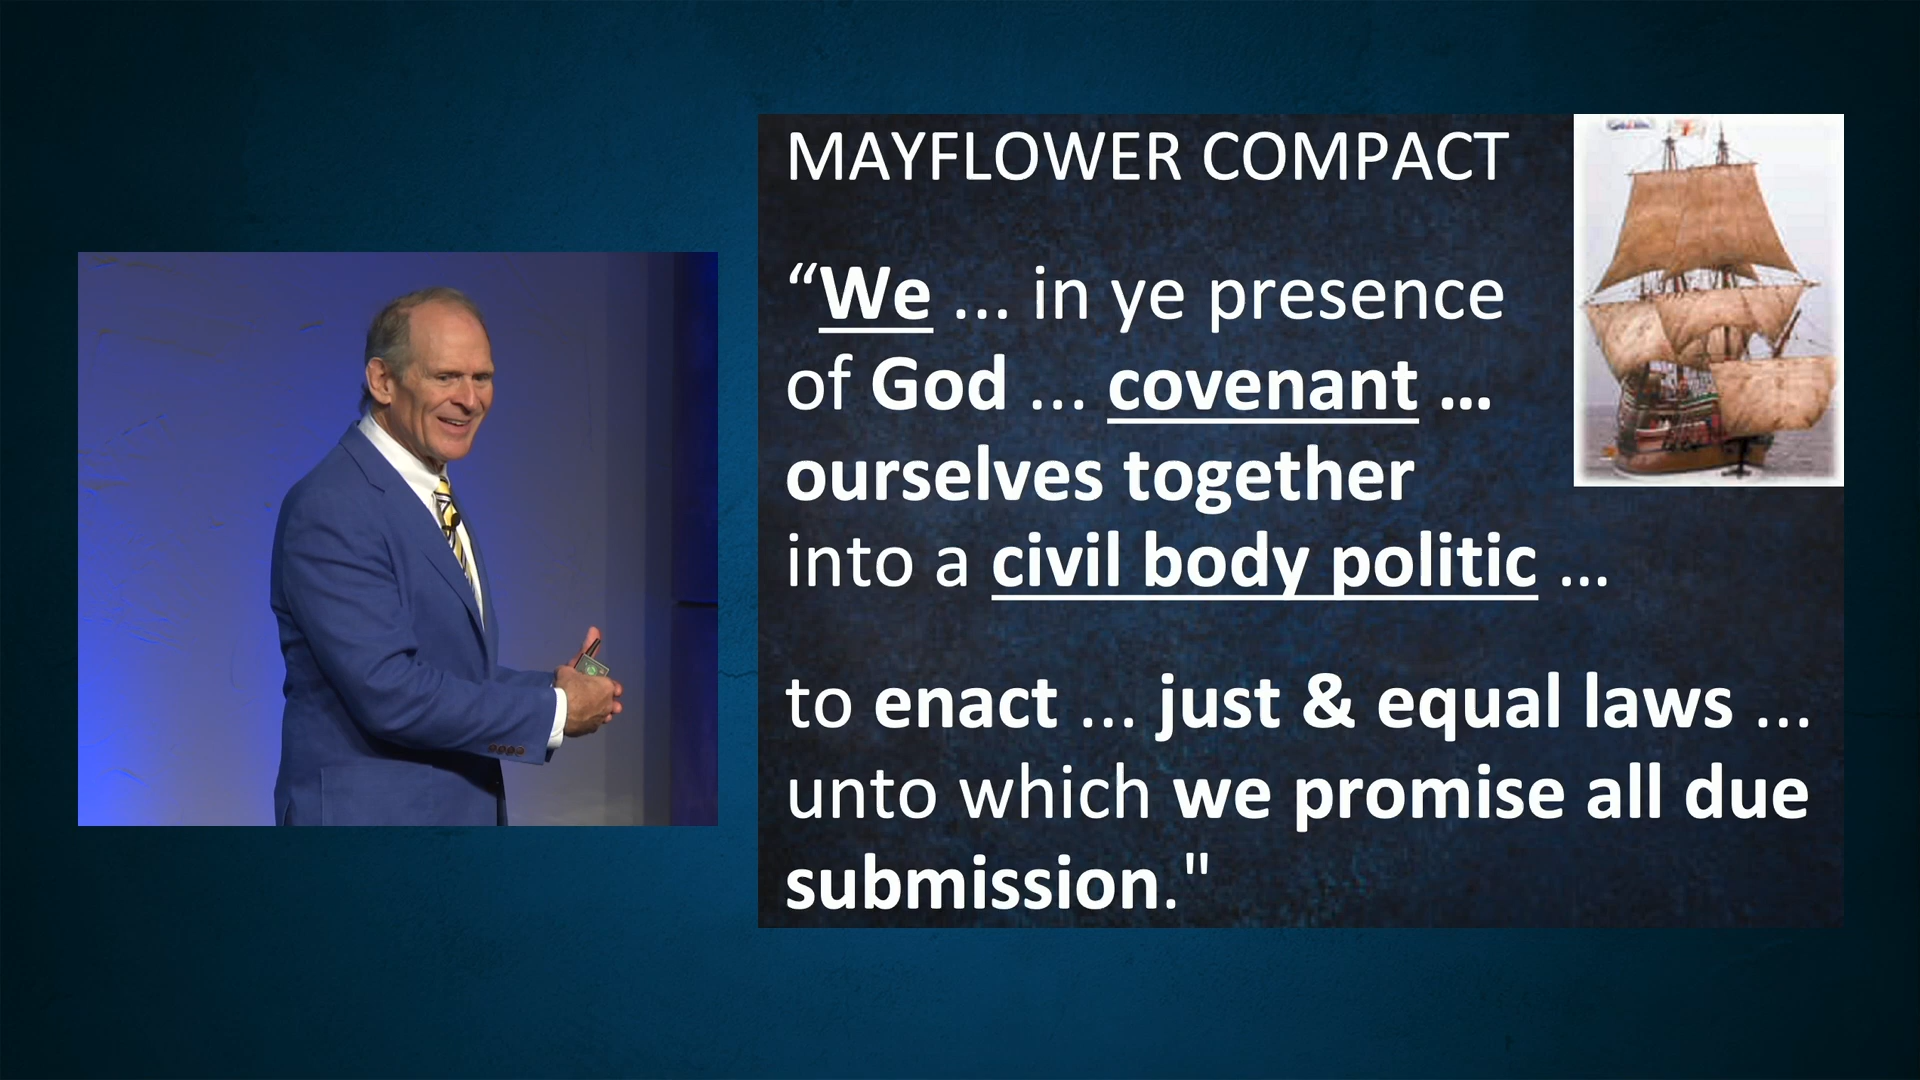 MAYFLOWER COMPACT
“We ... in ye presence
of God ... covenant ...
ourselves together
into a civil body politic ...
to enact ... just & equal laws ...
unto which we promise all due
submission."